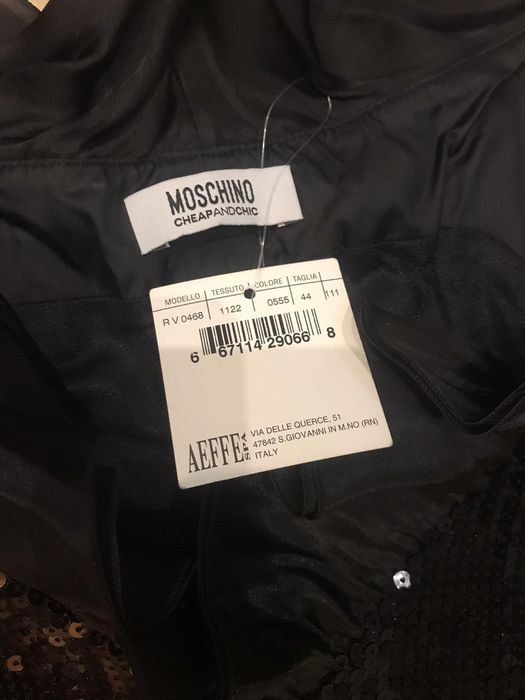 MOSCHINO
CHEAPANDCHIC
MODELLO TESSUTO COLORE TAGLIA
R V 0468 1122 0555 44 111
6 67114 29066 8
AEFFE SPA
VIA DELLE QUERCE, 51
47842 S.GIOVANNI IN M.NO (RN)
ITALY